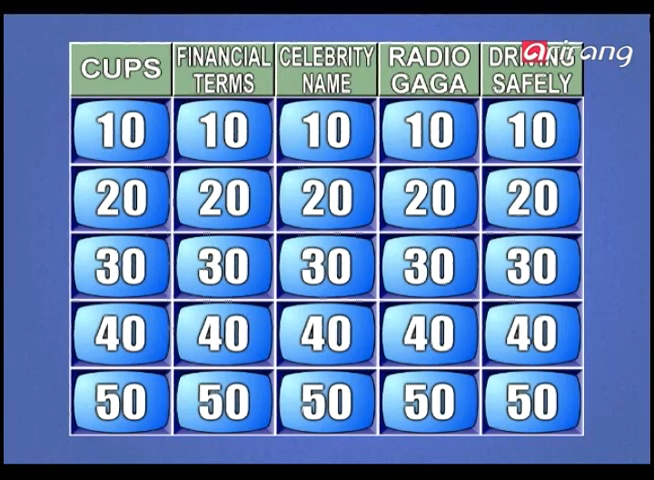 arirang
CUPS
FINANCIAL
TERMS
CELEBRITY
NAME
RADIO
GAGA
DRIVING
SAFELY
10 10 10 10 10
20 20 20 20 20
30 30 30 30 30
40 40 40 40 40
50 50 50 50 50